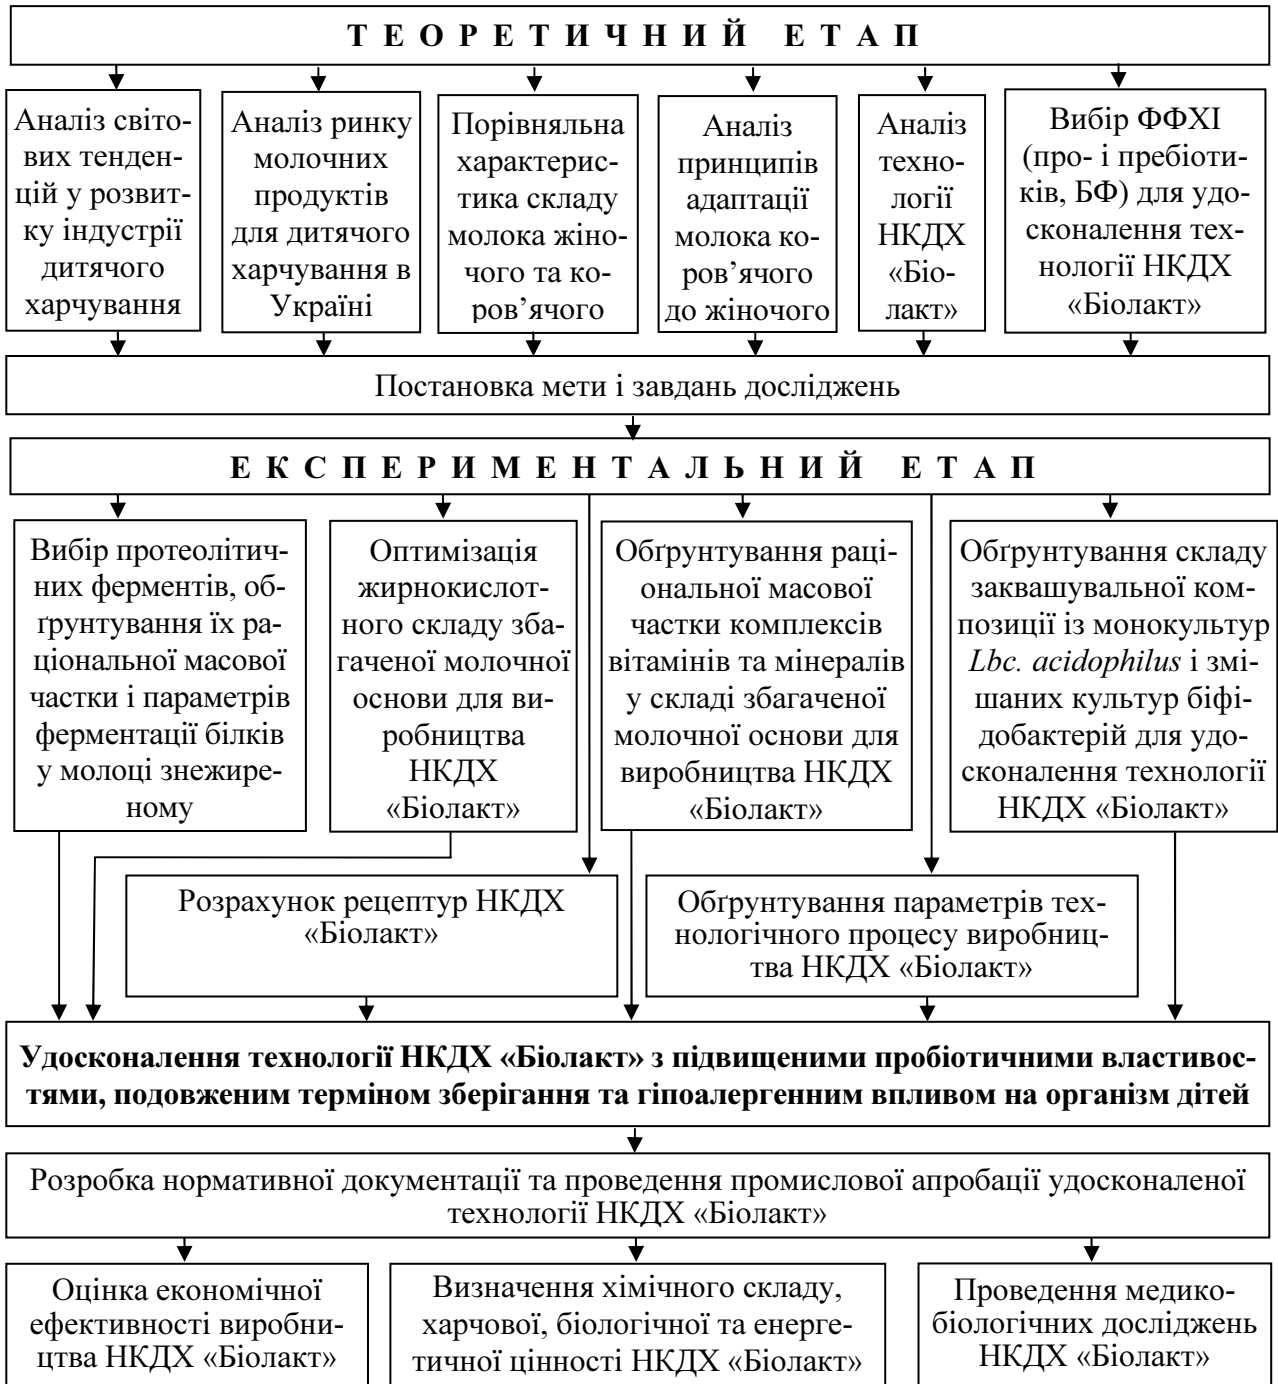 Т Е О Р Е Т И Ч Н И Й Е Т А П
Аналіз світо-
вих тенден-
цій у розвит-
ку індустрії
дитячого
харчування
Аналіз ринку
молочних
продуктів
для дитячого
харчування в
Україні
Порівняльна
характерис-
тика складу
молока жіно-
чого та ко-
ров’ячого
Аналіз
принципів
адаптації
молока ко-
ров’ячого
до жіночого
Аналіз
техно-
логії
НКДХ
«Біо-
лакт»
Вибір ФФХІ
(про- і пребіоти-
ків, БФ) для удо-
сконалення тех-
нології НКДХ
«Біолакт»
Постановка мети і завдань досліджень
Е К С П Е Р И М Е Н Т А Л Ь Н И Й Е Т А П
Вибір протеолітич-
них ферментів, об-
ґрунтування їх ра-
ціональної масової
частки і параметрів
ферментації білків
у молоці знежире-
ному
Оптимізація
жирнокислот-
ного складу зба-
гаченої молочної
основи для ви-
робництва
НКДХ
«Біолакт»
Обґрунтування раці-
ональної масової
частки комплексів
вітамінів та мінералів
у складі збагаченої
молочної основи для
виробництва НКДХ
«Біолакт»
Обґрунтування складу
заквашувальної ком-
позиції із монокультур
Lbc. acidophilus і змі-
шаних культур біфі-
добактерій для удо-
сконалення технології
НКДХ «Біолакт»
Розрахунок рецептур НКДХ
«Біолакт»
Обґрунтування параметрів тех-
нологічного процесу виробниц-
тва НКДХ «Біолакт»
Удосконалення технології НКДХ «Біолакт» з підвищеними пробіотичними властивос-
тями, подовженим терміном зберігання та гіпоалергенним впливом на організм дітей
Розробка нормативної документації та проведення промислової апробації удосконаленої
технології НКДХ «Біолакт»
Оцінка економічної
ефективності виробни-
цтва НКДХ «Біолакт»
Визначення хімічного складу,
харчової, біологічної та енерге-
тичної цінності НКДХ «Біолакт»
Проведення медико-
біологічних досліджень
НКДХ «Біолакт»